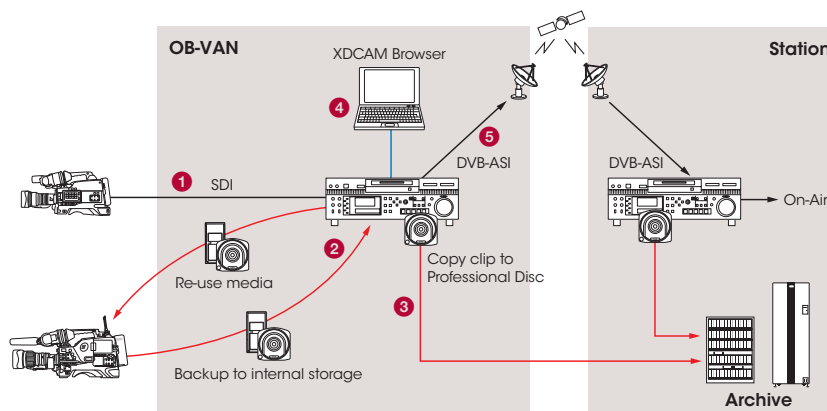 OB-VAN
XDCAM Browser
Station
4
5
DVB-ASI
DVB-ASI
1
SDI
On-Air
2
Copy clip to
Professional Disc
Re-use media
3
Backup to internal storage
Archive